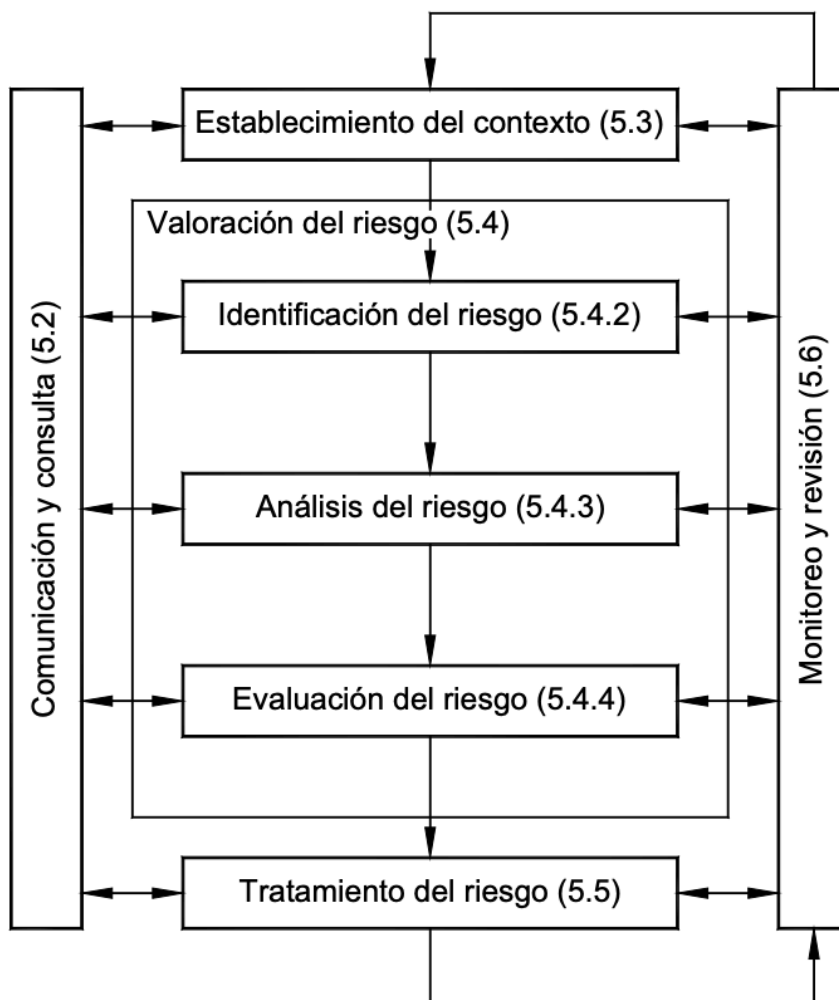 Establecimiento del contexto (5.3)
Valoración del riesgo (5.4)
Identificación del riesgo (5.4.2)
Análisis del riesgo (5.4.3)
Evaluación del riesgo (5.4.4)
Tratamiento del riesgo (5.5)
Comunicación y consulta (5.2)
Monitoreo y revisión (5.6)